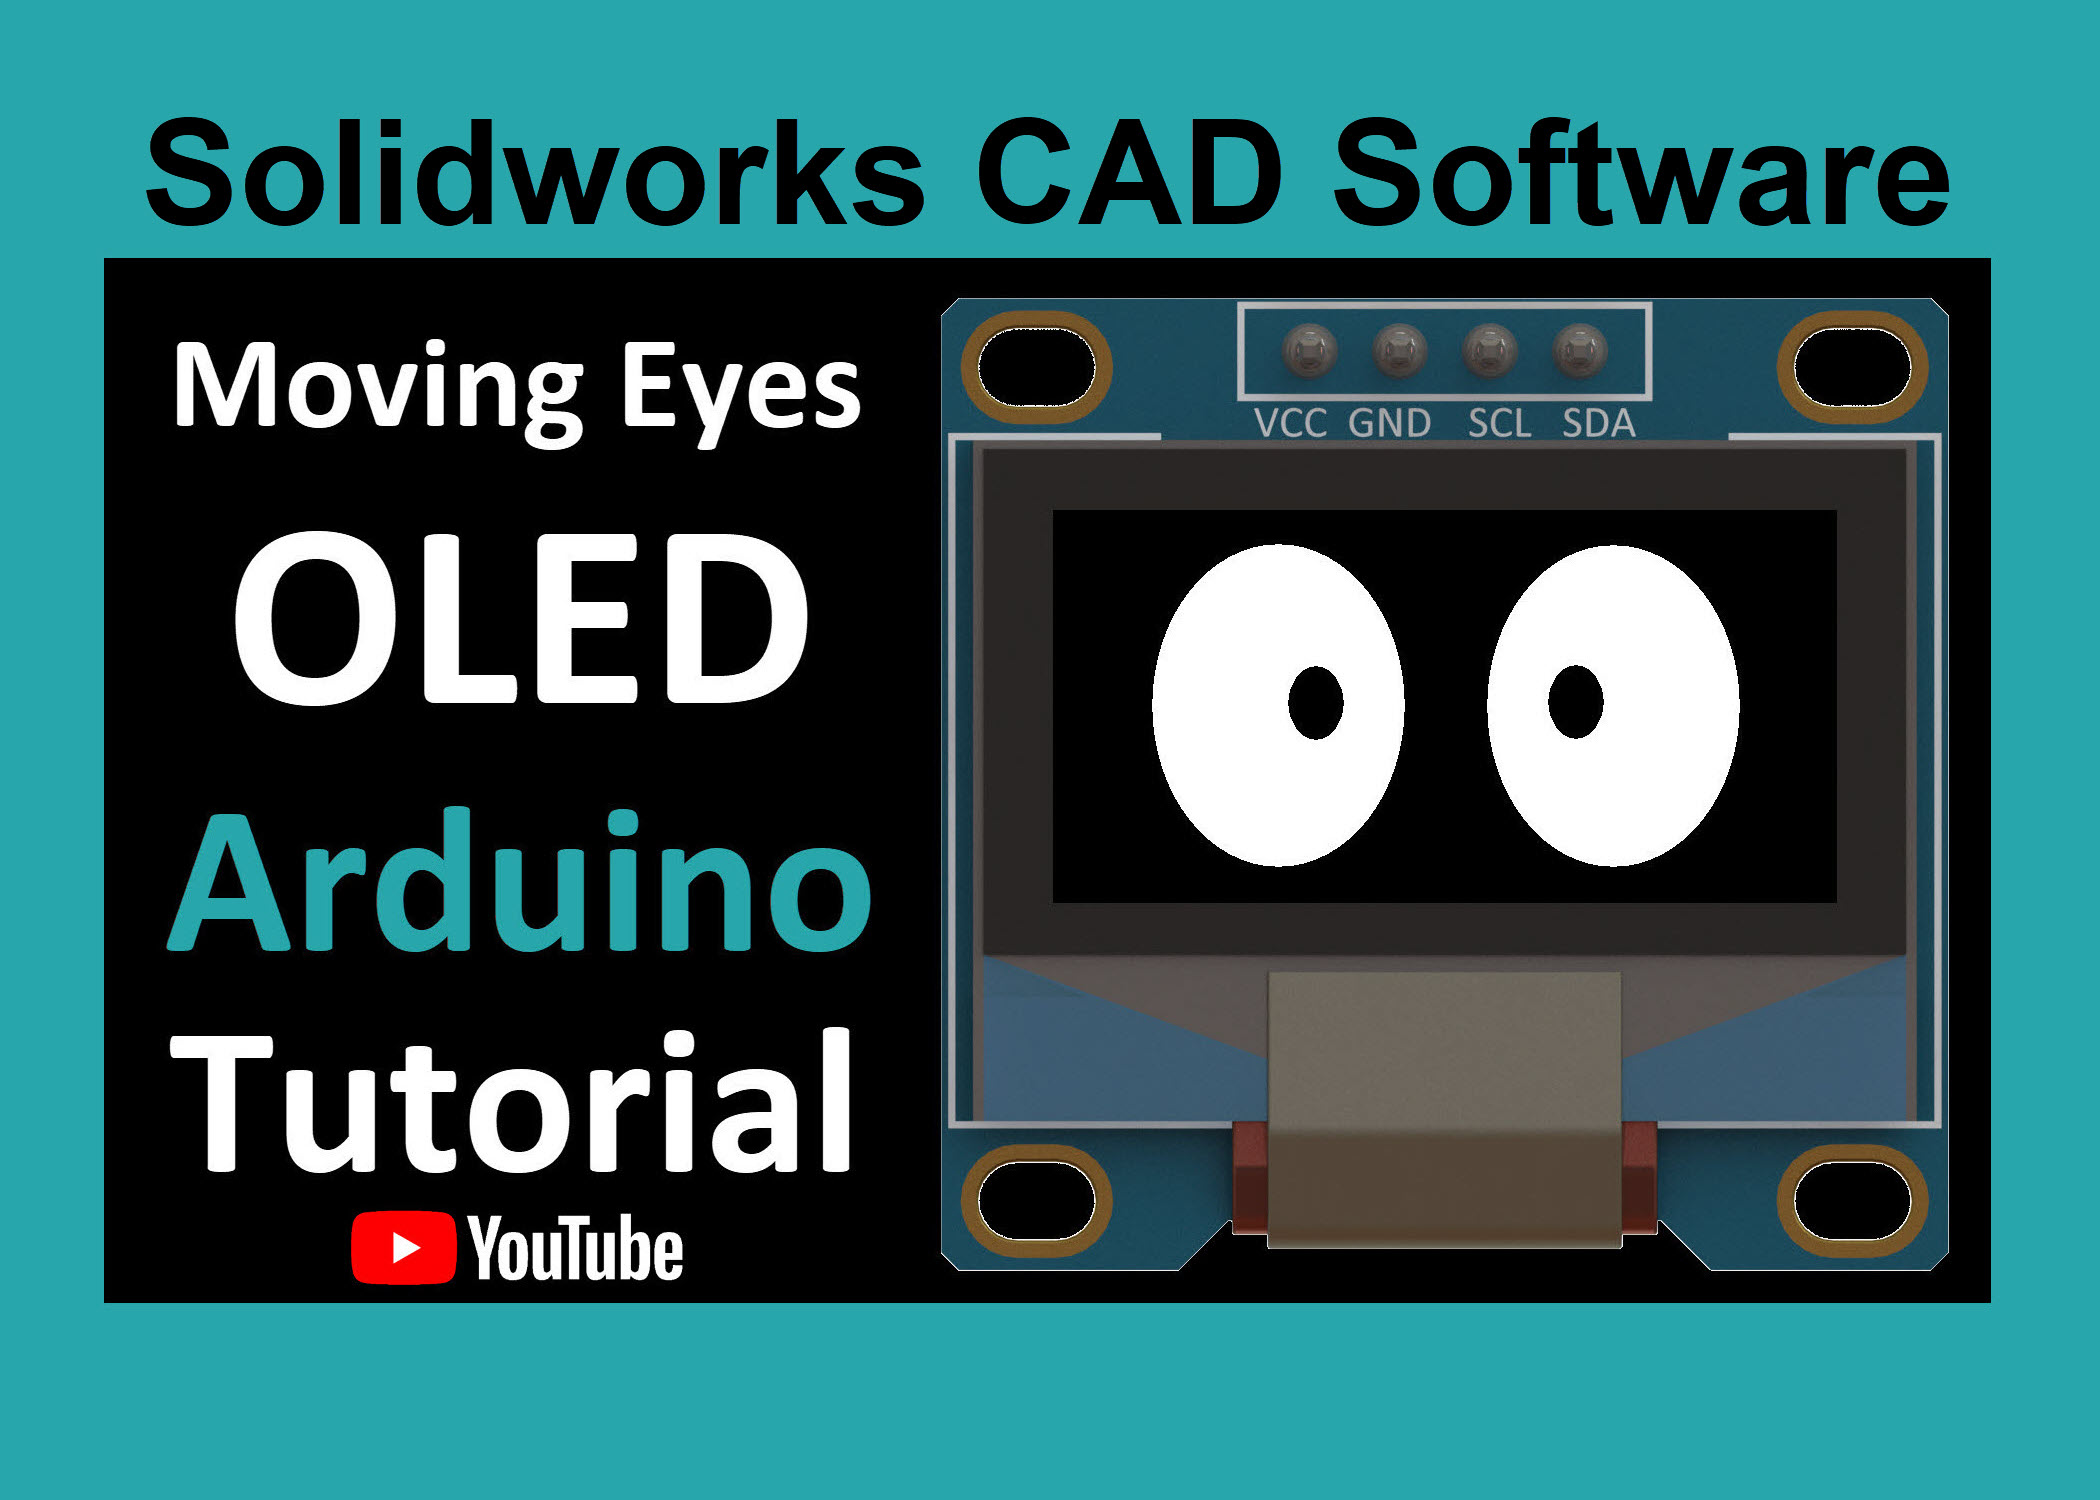 Solidworks CAD Software
Moving Eyes
OLED
Arduino
Tutorial
YouTube
VCC GND SCL SDA